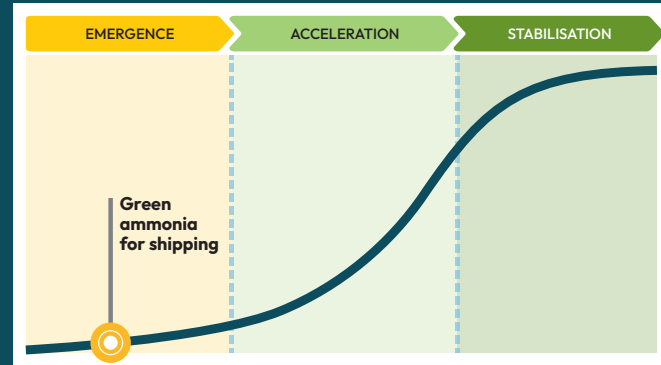 EMERGENCE
ACCELERATION
STABILISATION
Green
ammonia
for shipping